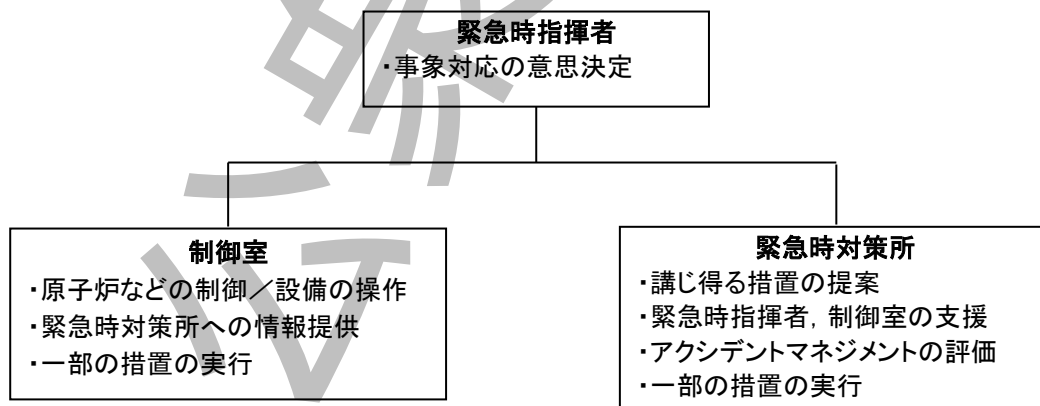 緊急時指揮者
・事象対応の意思決定
制御室
・原子炉などの制御／設備の操作
・緊急時対策所への情報提供
・一部の措置の実行
緊急時対策所
・講じ得る措置の提案
・緊急時指揮者，制御室の支援
・アクシデントマネジメントの評価
・一部の措置の実行